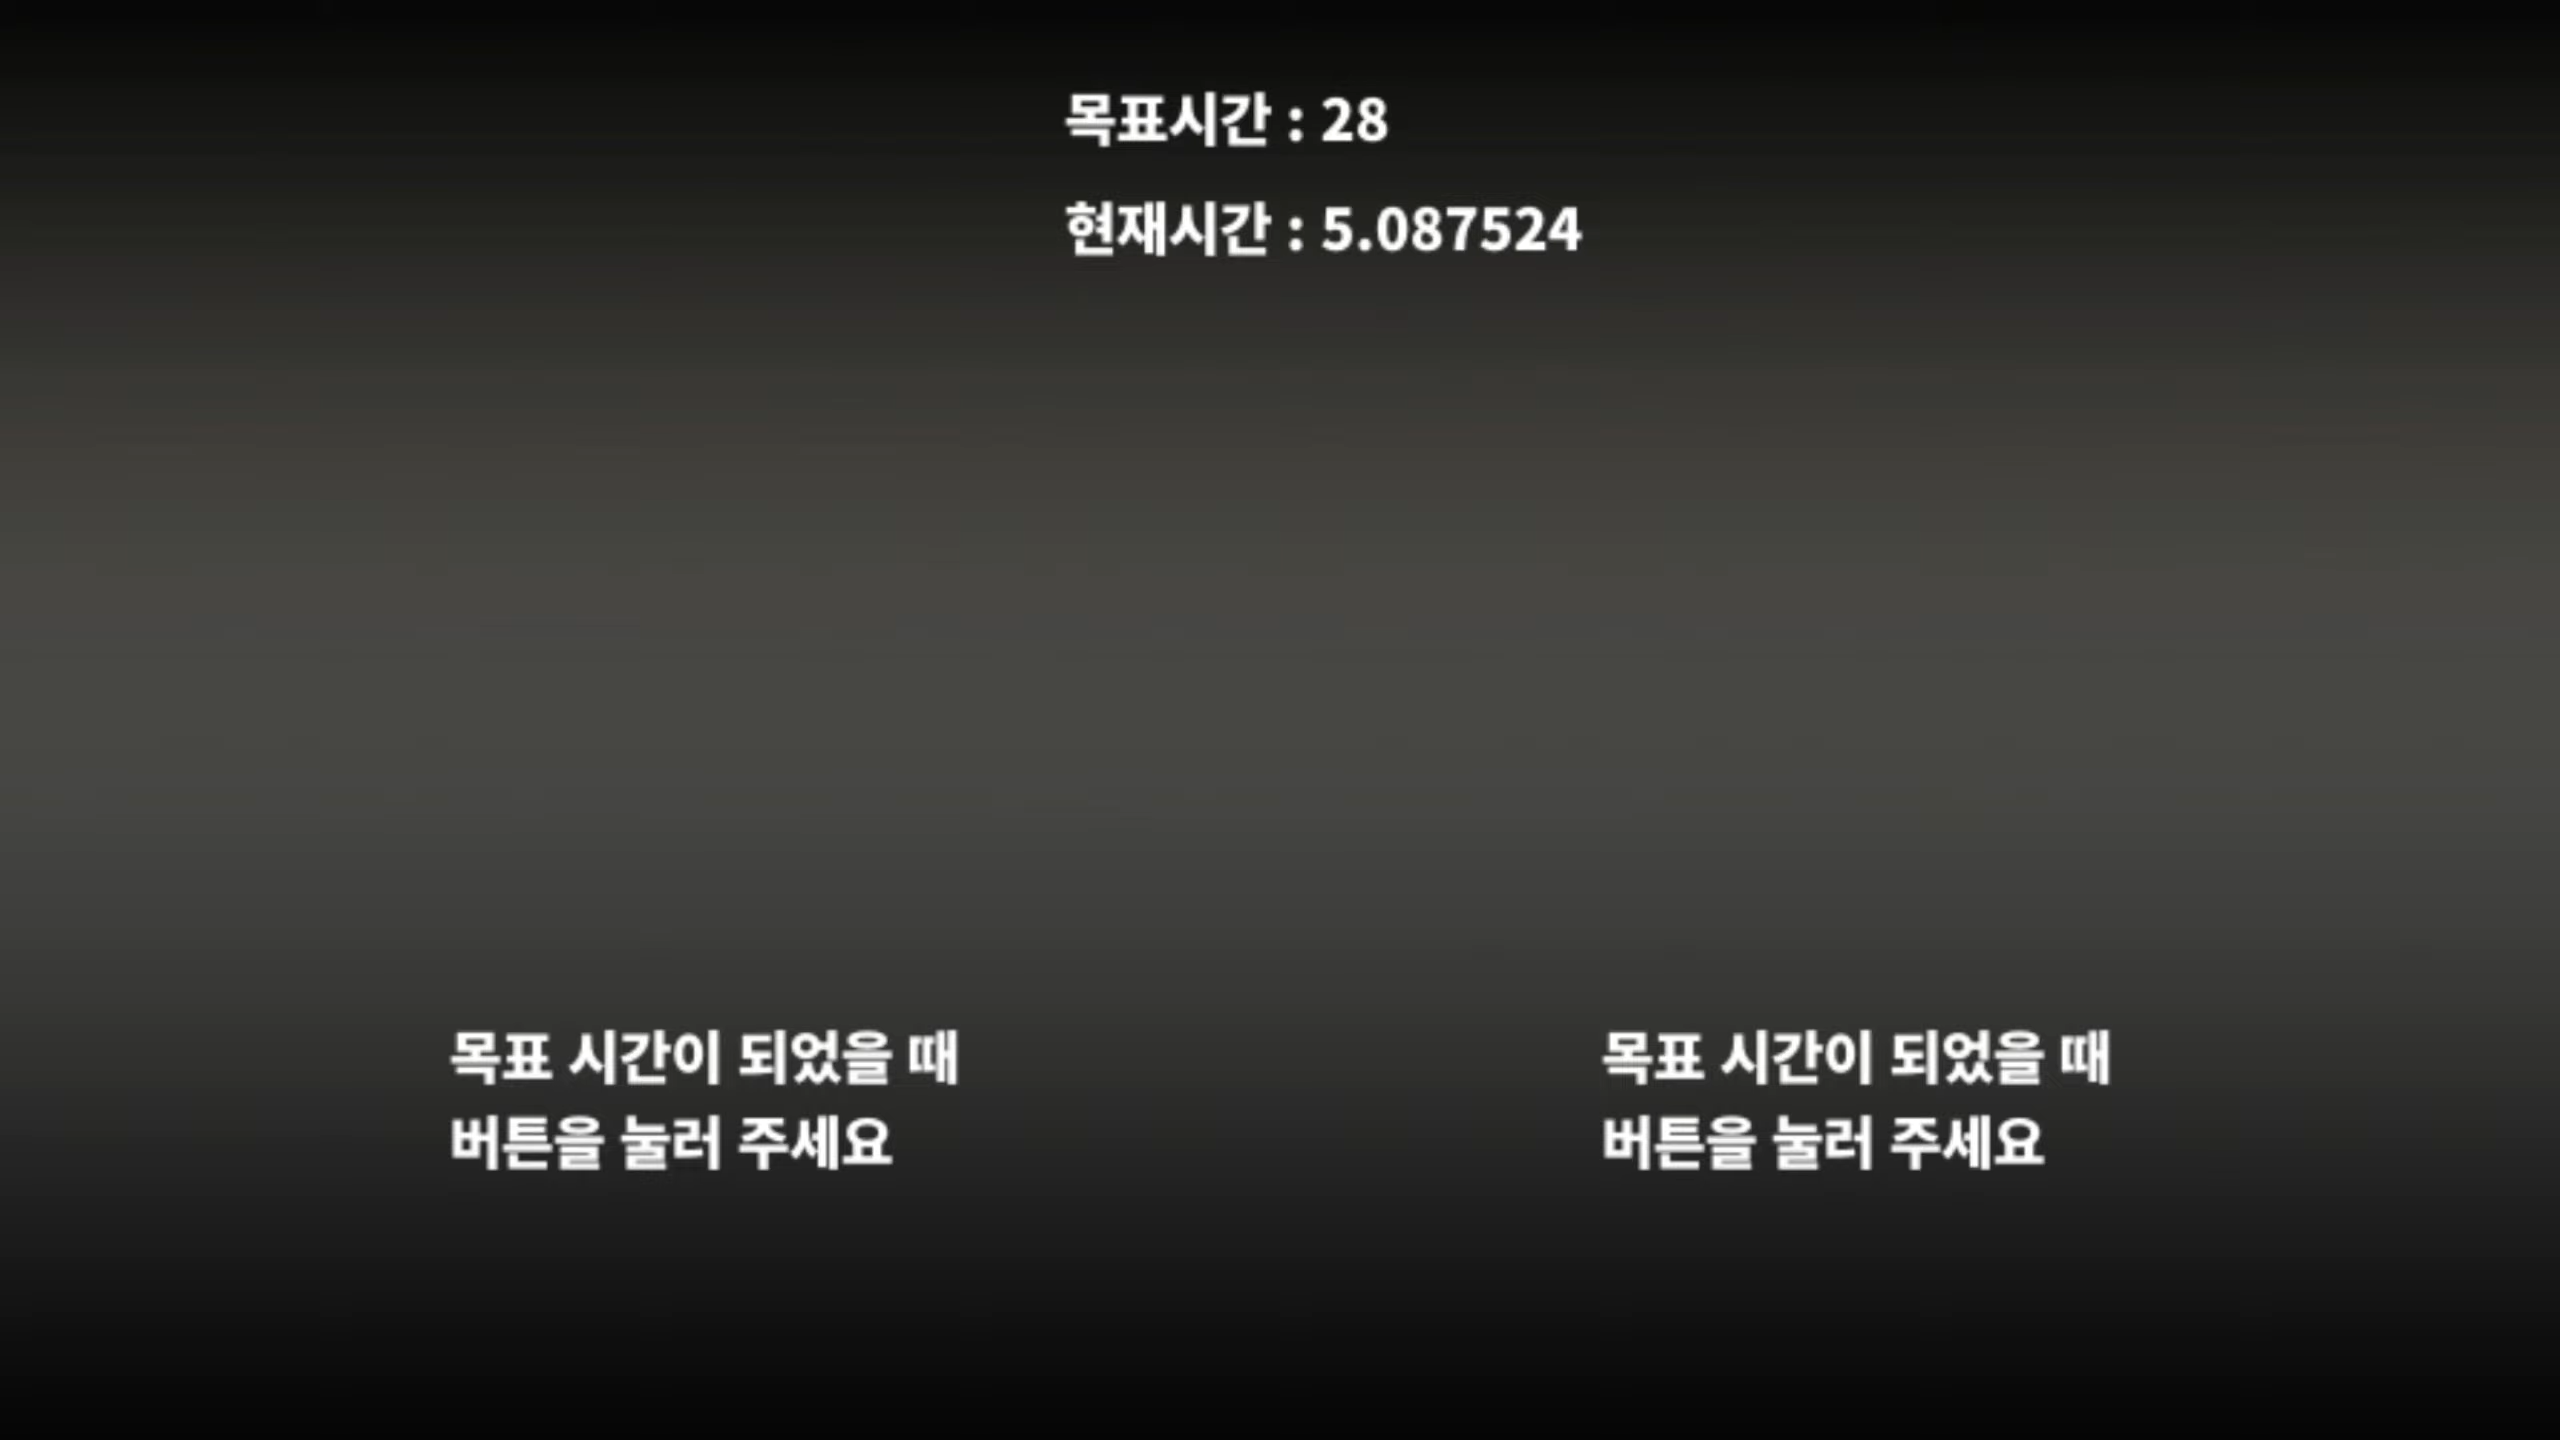 목표시간 : 28
현재시간 : 5.087524
목표 시간이 되었을 때
버튼을 눌러 주세요
목표 시간이 되었을 때
버튼을 눌러 주세요